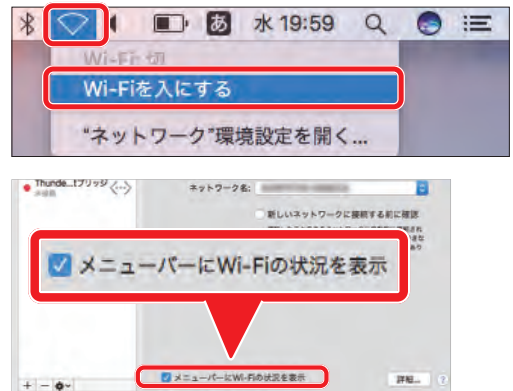 水 19:59
Wi-Fi: 切
Wi-Fiを入にする
“ネットワーク”環境設定を開く...
Thunde...tブリッジ
ネットワーク名:
新しいネットワークに接続する前に確認
メニューバーにWi-Fiの状況を表示
メニューバーにWi-Fiの状況を表示
詳細...
?